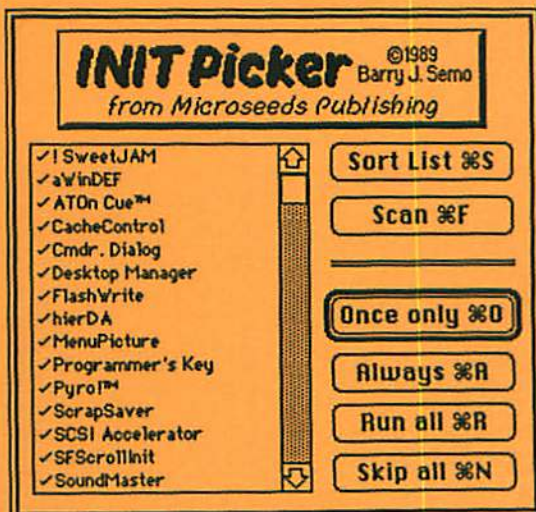 INIT Picker
©1989
Barry J. Semo
from Microseeds Publishing
✓! SweetJAM
✓aWinDEF
✓ATOn Cue™
✓CacheControl
✓Cmdr. Dialog
✓Desktop Manager
✓FlashWrite
✓hierDA
✓MenuPicture
✓Programmer's Key
✓Pyro!™
✓ScrapSaver
✓SCSI Accelerator
✓SFScrollInit
✓SoundMaster
Sort List ⌘S
Scan ⌘F
Once only ⌘O
Always ⌘A
Run all ⌘R
Skip all ⌘N